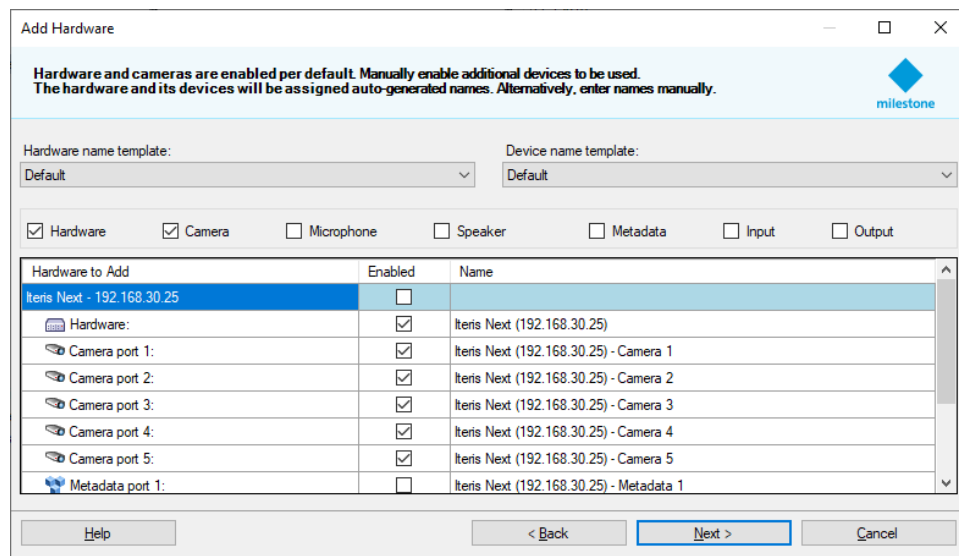 Add Hardware
Hardware and cameras are enabled per default. Manually enable additional devices to be used.
The hardware and its devices will be assigned auto-generated names. Alternatively, enter names manually.
milestone
Hardware name template:
Device name template:
Default
Default
Hardware Camera Microphone Speaker Metadata Input Output
Hardware to Add Enabled Name
Iteris Next - 192.168.30.25
Hardware: Iteris Next (192.168.30.25)
Camera port 1: Iteris Next (192.168.30.25) - Camera 1
Camera port 2: Iteris Next (192.168.30.25) - Camera 2
Camera port 3: Iteris Next (192.168.30.25) - Camera 3
Camera port 4: Iteris Next (192.168.30.25) - Camera 4
Camera port 5: Iteris Next (192.168.30.25) - Camera 5
Metadata port 1: Iteris Next (192.168.30.25) - Metadata 1
Help < Back Next > Cancel